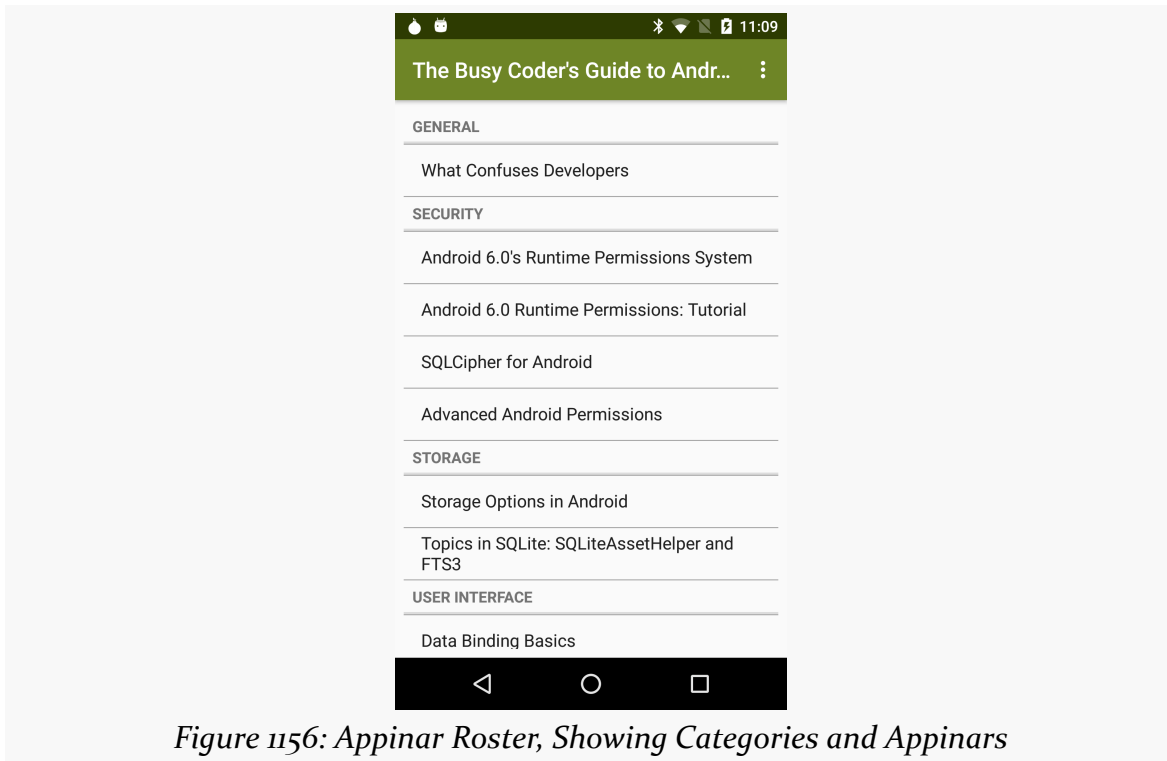 11:09
The Busy Coder's Guide to Andr...
GENERAL
What Confuses Developers
SECURITY
Android 6.0's Runtime Permissions System
Android 6.0 Runtime Permissions: Tutorial
SQLCipher for Android
Advanced Android Permissions
STORAGE
Storage Options in Android
Topics in SQLite: SQLiteAssetHelper and
FTS3
USER INTERFACE
Data Binding Basics
Figure 1156: Appinar Roster, Showing Categories and Appinars